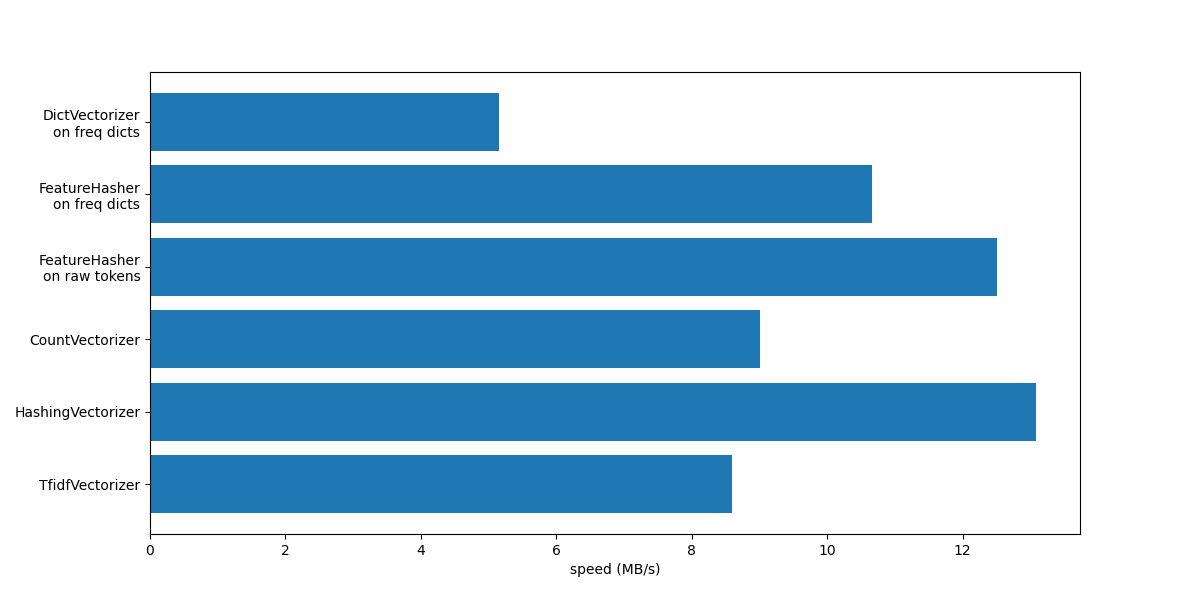 DictVectorizer
on freq dicts
FeatureHasher
on freq dicts
FeatureHasher
on raw tokens
CountVectorizer
HashingVectorizer
TfidfVectorizer
0 2 4 6 8 10 12
speed (MB/s)